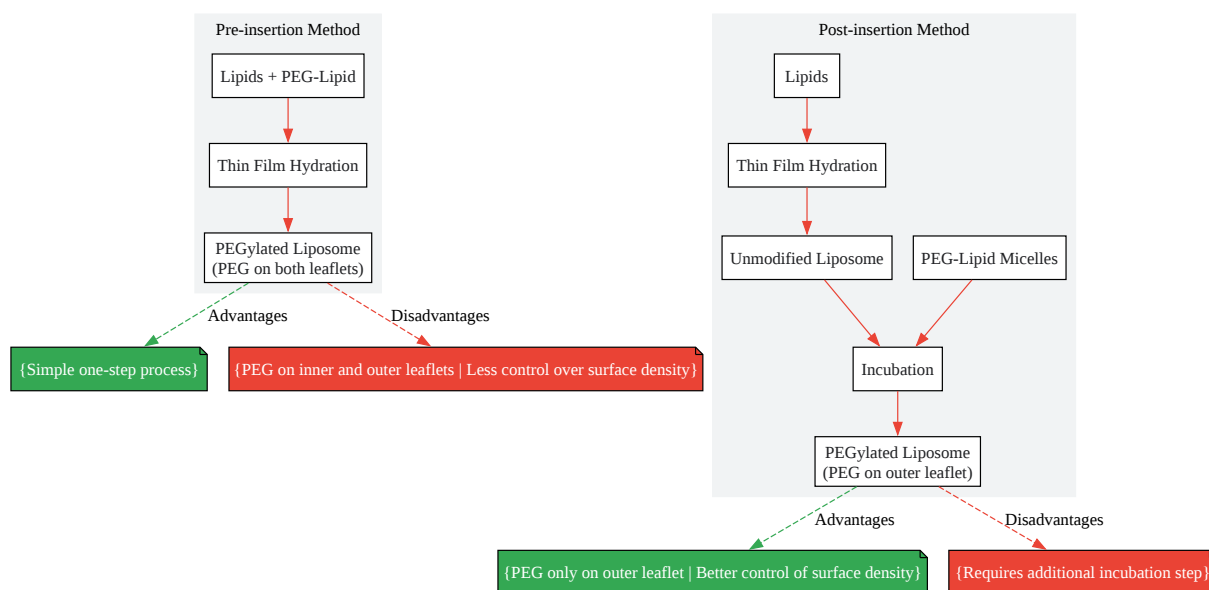 Pre-insertion Method
Lipids + PEG-Lipid
Thin Film Hydration
PEGylated Liposome
(PEG on both leaflets)
Advantages
Disadvantages
{Simple one-step process}
{PEG on inner and outer leaflets | Less control over surface density}
Post-insertion Method
Lipids
Thin Film Hydration
Unmodified Liposome
PEG-Lipid Micelles
Incubation
PEGylated Liposome
(PEG on outer leaflet)
Advantages
Disadvantages
{PEG only on outer leaflet | Better control of surface density}
{Requires additional incubation step}